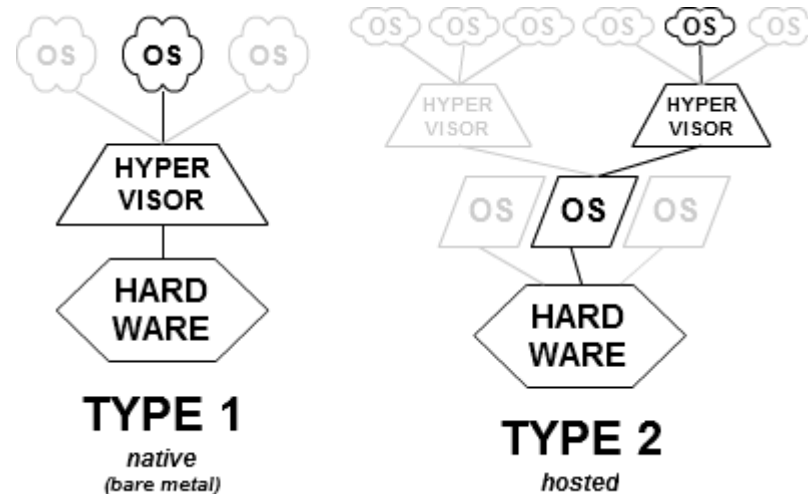 OS OS OS
HYPER
VISOR
HARD
WARE
TYPE 1
native
(bare metal)
OS OS OS OS OS OS
HYPER
VISOR
HYPER
VISOR
OS OS OS
HARD
WARE
TYPE 2
hosted